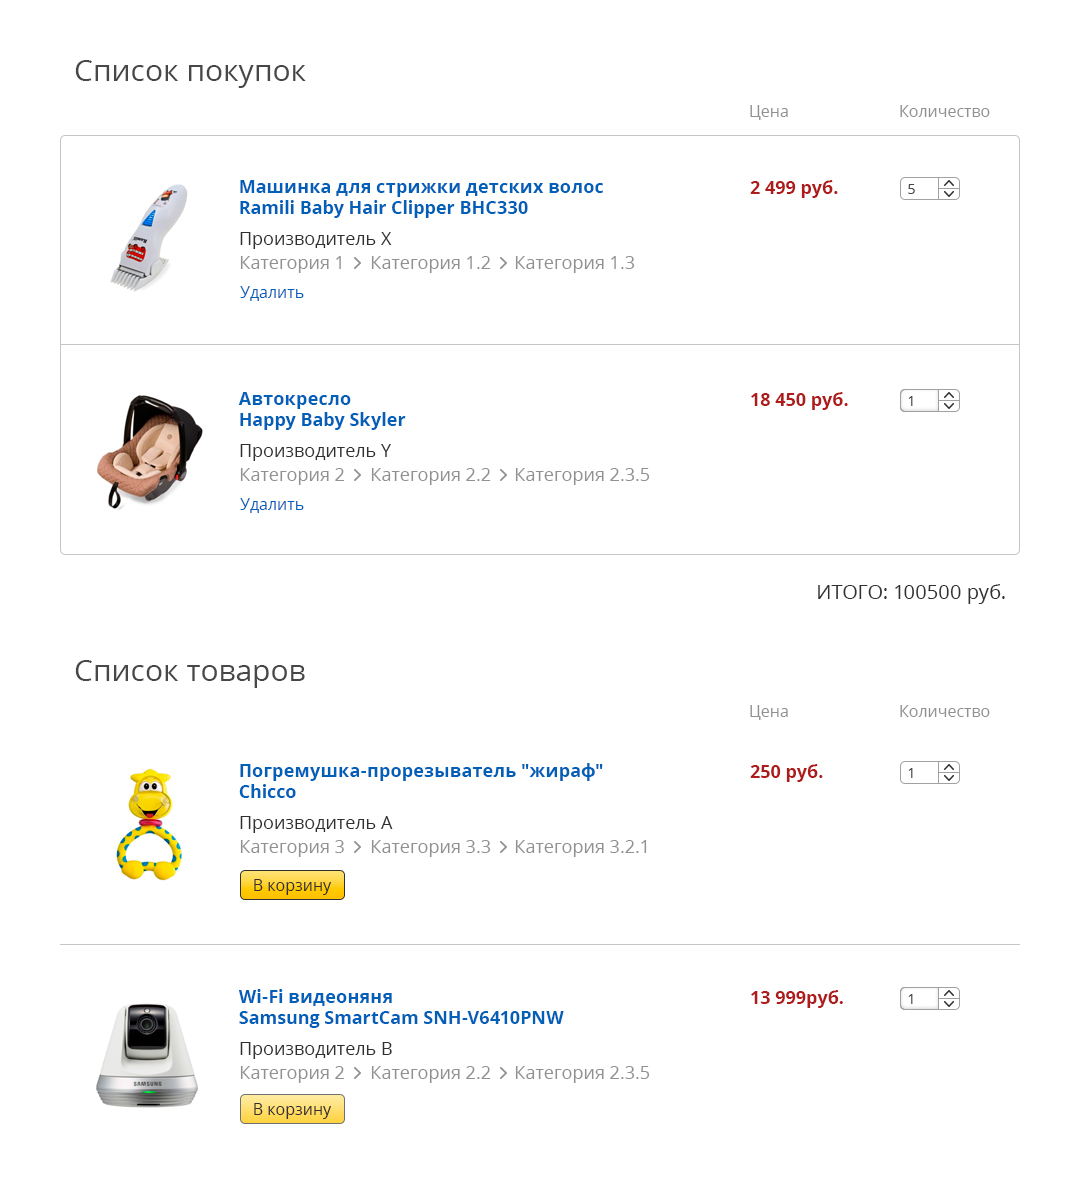 Список покупок
Цена Количество
Машинка для стрижки детских волос 2 499 руб. 5
Ramili Baby Hair Clipper BHC330
Производитель X
Категория 1 > Категория 1.2 > Категория 1.3
Удалить
Автокресло 18 450 руб. 1
Happy Baby Skyler
Производитель Y
Категория 2 > Категория 2.2 > Категория 2.3.5
Удалить
ИТОГО: 100500 руб.
Список товаров
Цена Количество
Погремушка-прорезыватель "жираф" 250 руб. 1
Chicco
Производитель A
Категория 3 > Категория 3.3 > Категория 3.2.1
В корзину
Wi-Fi видеоняня 13 999руб. 1
Samsung SmartCam SNH-V6410PNW
Производитель B
Категория 2 > Категория 2.2 > Категория 2.3.5
SAMSUNG
В корзину